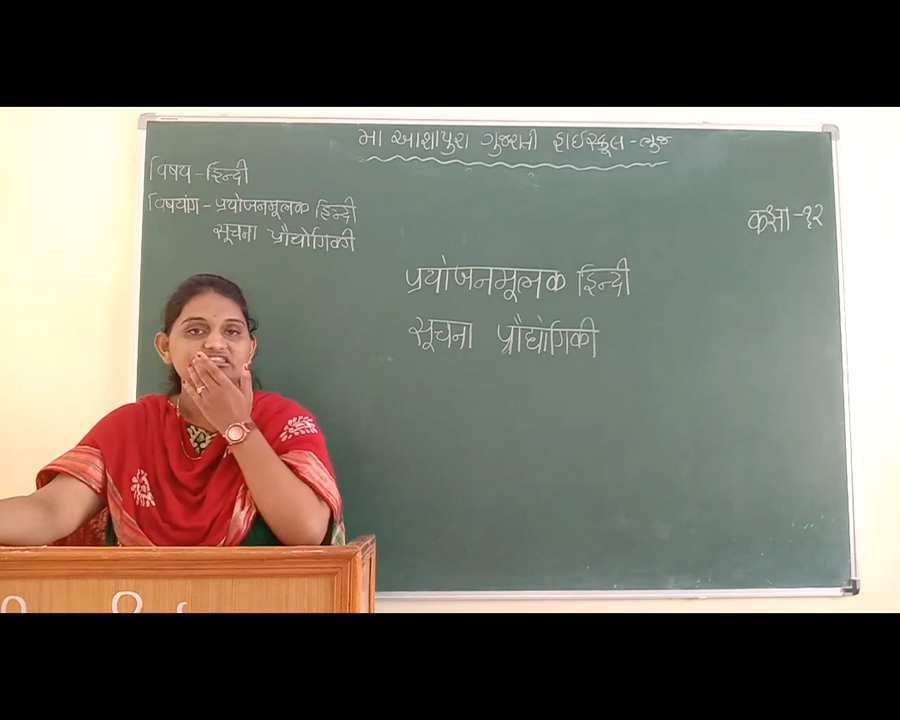 મા આશાપુરા ગુજરાતી હાઈસ્કૂલ - ભુજ
विषय - हिन्दी
विषयांग - प्रयोजनमूलक हिन्दी
सूचना प्रौद्योगिकी
कक्षा - १२
प्रयोजनमूलक हिन्दी
सूचना प्रौद्योगिकी